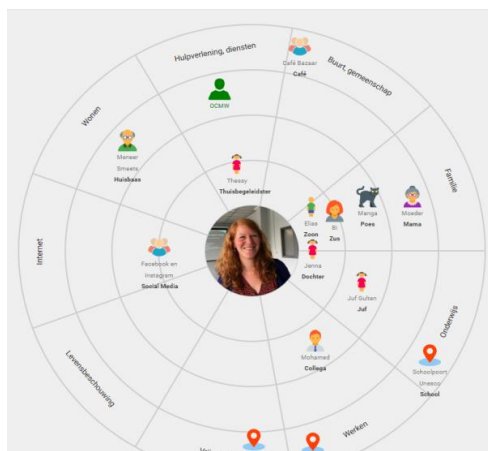 Hulpverlening, diensten
Buurt, gemeenschap
Café Bazaar
Café
OCMW
Wonen
Meneer
Smeets
Huisbaas
Thessy
Thuisbegeleidster
Familie
Elias
Zoon
Zus
Manga
Poes
Moeder
Mama
Internet
Facebook en
Instagram
Social Media
Janna
Dochter
Juf Gultan
Juf
Onderwijs
Mohamed
Collega
Schoolpoort
Unesco
School
Levensbeschouwing
Werken